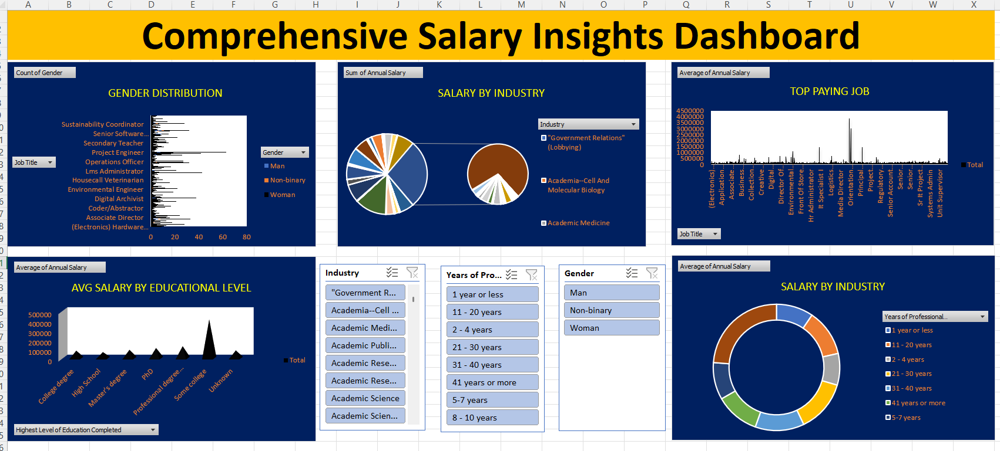 A B C D E F G H I J K L M N O P Q R S T U V W X
Comprehensive Salary Insights Dashboard
Count of Gender
GENDER DISTRIBUTION
Sustainability Coordinator
Senior Software...
Secondary Teacher
Project Engineer
Operations Officer
Lms Administrator
Housecall Veterinarian
Environmental Engineer
Digital Archivist
Coder/Abstractor
Associate Director
(Electronics) Hardware...
0 20 40 60 80
Job Title
Gender
Man
Non-binary
Woman
Sum of Annual Salary
SALARY BY INDUSTRY
Industry
"Government Relations"
(Lobbying)
Academia--Cell And
Molecular Biology
Academic Medicine
Average of Annual Salary
TOP PAYING JOB
4500000
4000000
3500000
3000000
2500000
2000000
1500000
1000000
500000
0
(Electronics)...
Application...
Associate...
Business...
Collection...
Creative...
Digital...
Director Of...
Environmental...
Front Of Store...
Hr Administrator
It Specialist I
Logistics...
Media Director
Orientation...
Principal...
Project...
Regulatory...
Senior Account...
Senior...
Senior...
Sr It Project...
Systems Admin
Unit Supervisor
Total
Job Title
Average of Annual Salary
AVG SALARY BY EDUCATIONAL LEVEL
500000
400000
300000
200000
100000
0
College degree
High School
Master's degree
PhD
Professional degree...
Some college
Unknown
Total
Highest Level of Education Completed
Industry
"Government R...
Academia--Cell ...
Academic Medi...
Academic Publi...
Academic Rese...
Academic Rese...
Academic Science
Academic Scien...
Years of Pro...
1 year or less
11 - 20 years
2 - 4 years
21 - 30 years
31 - 40 years
41 years or more
5-7 years
8 - 10 years
Gender
Man
Non-binary
Woman
Average of Annual Salary
SALARY BY INDUSTRY
Years of Professional..
1 year or less
11 - 20 years
2 - 4 years
21 - 30 years
31 - 40 years
41 years or more
5-7 years